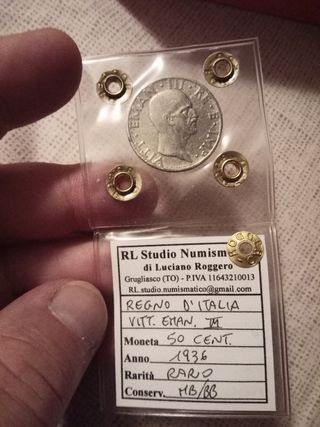 VITT·EMAN·III·RE·E·IMP
RL Studio Numism
di Luciano Roggero
Grugliasco (TO) - P.IVA 11643210013
RL.studio.numismatico@gmail.com
REGNO D'ITALIA
VITT. EMAN. III
Moneta 50 CENT.
Anno 1936
Rarità RARO
Conserv. MB/BB